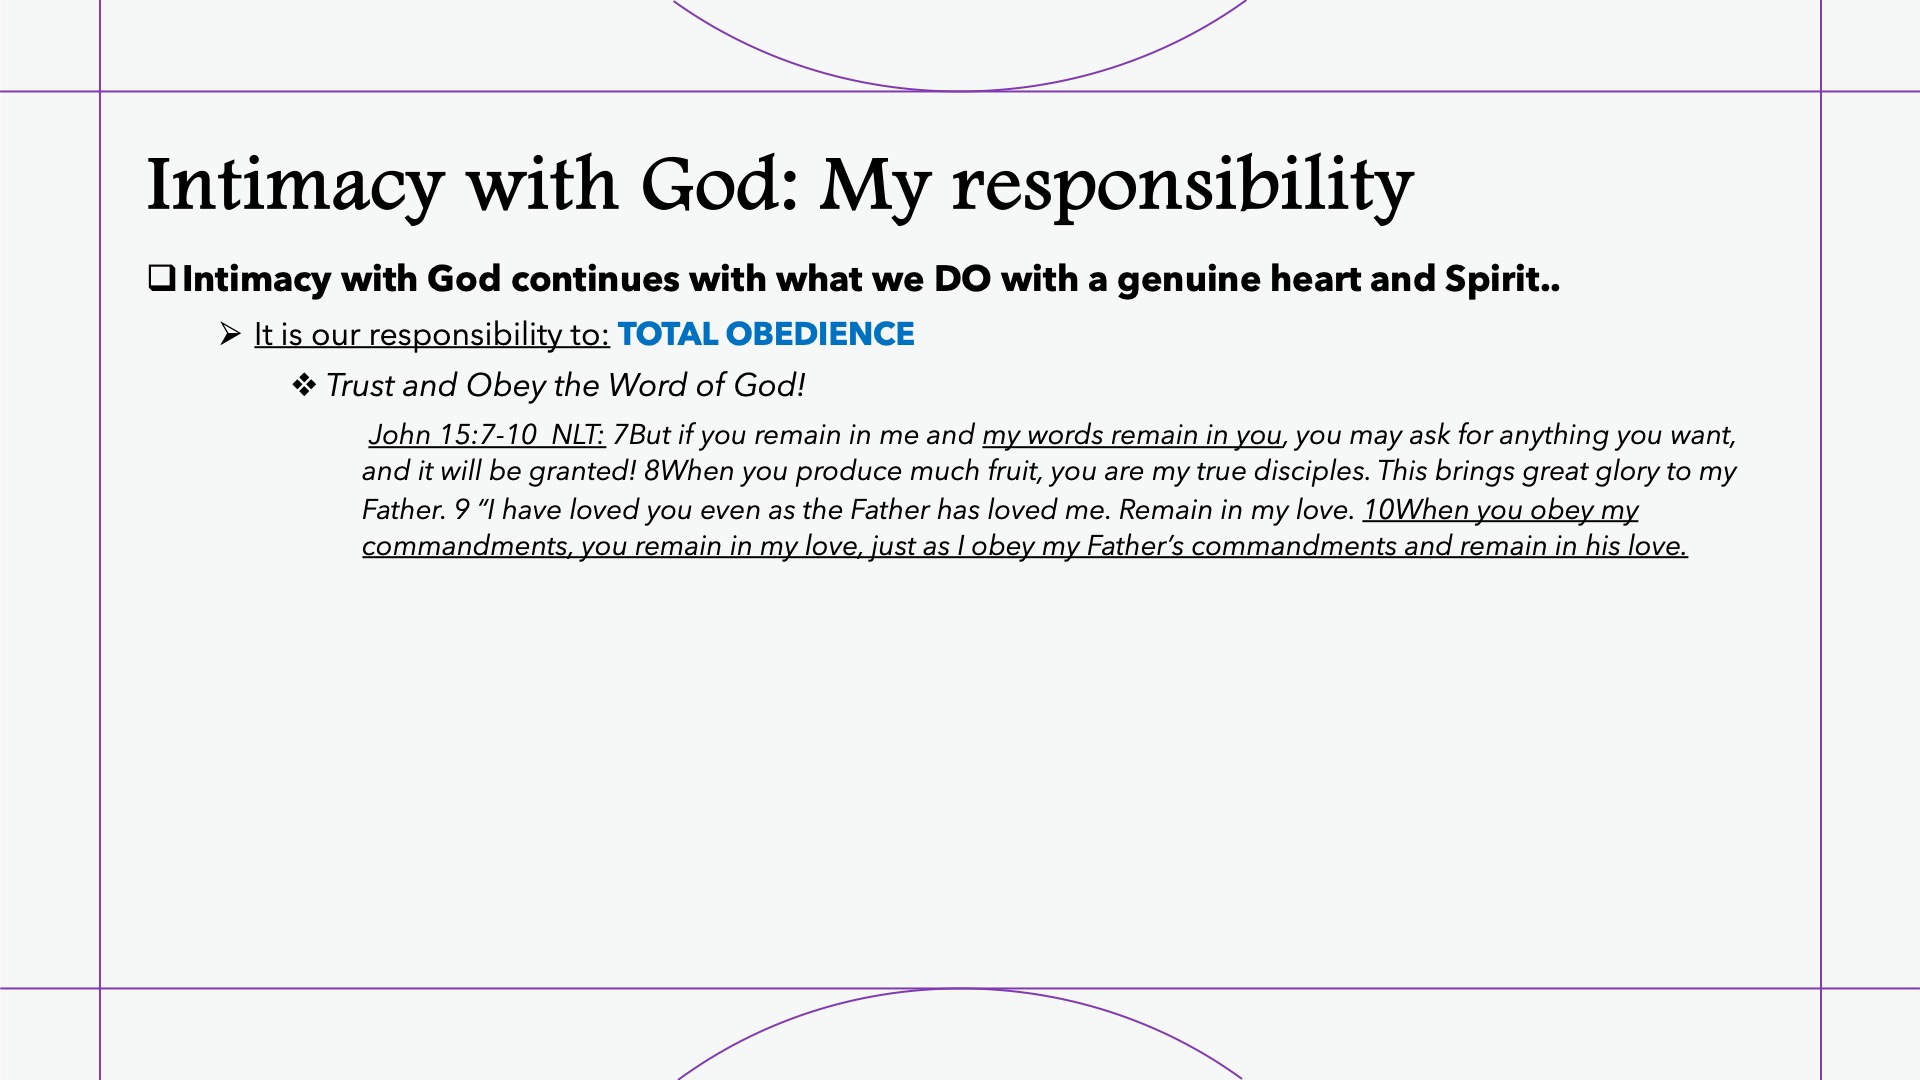 Intimacy with God: My responsibility
❑Intimacy with God continues with what we DO with a genuine heart and Spirit..
➢ It is our responsibility to: TOTAL OBEDIENCE
❖ Trust and Obey the Word of God!
John 15:7-10  NLT: 7But if you remain in me and my words remain in you, you may ask for anything you want,
and it will be granted! 8When you produce much fruit, you are my true disciples. This brings great glory to my
Father. 9 “I have loved you even as the Father has loved me. Remain in my love. 10When you obey my
commandments, you remain in my love, just as I obey my Father’s commandments and remain in his love.